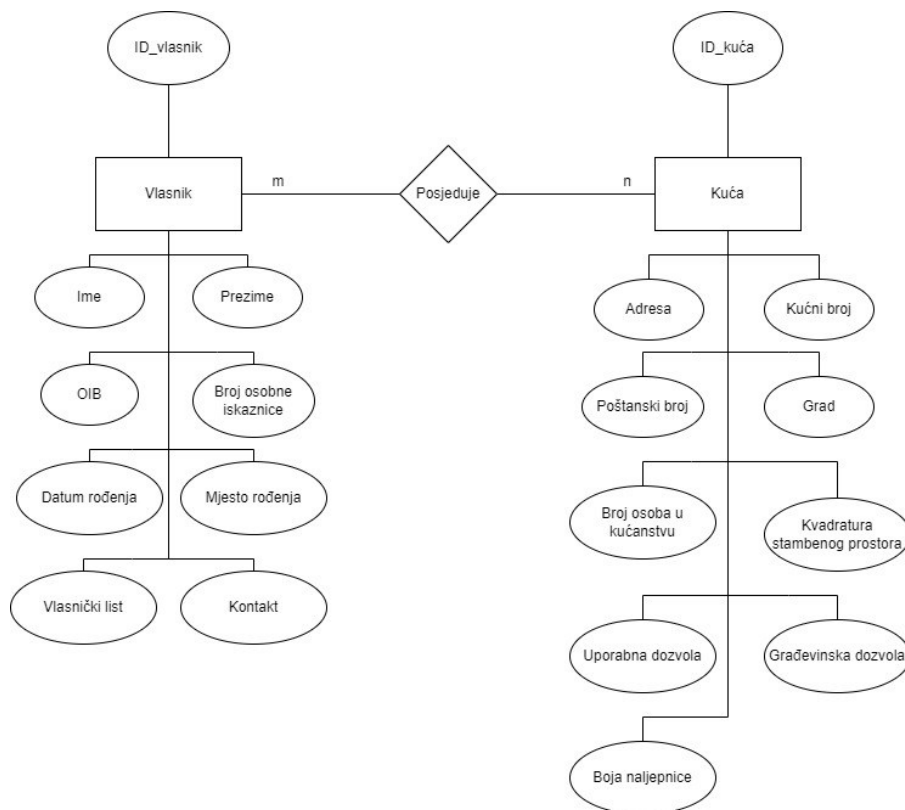 ID_vlasnik
ID_kuća
Vlasnik
m
Posjeduje
n
Kuća
Ime
Prezime
Adresa
Kućni broj
OIB
Broj osobne
iskaznice
Poštanski broj
Grad
Datum rođenja
Mjesto rođenja
Broj osoba u
kućanstvu
Kvadratura
stambenog prostora
Vlasnički list
Kontakt
Uporabna dozvola
Građevinska dozvola
Boja naljepnice